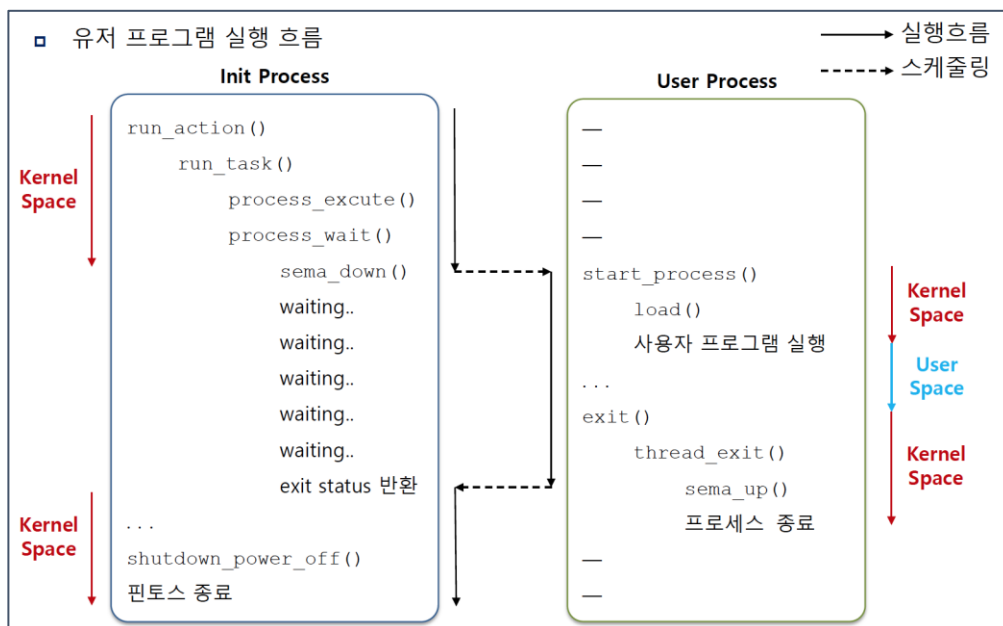 유저 프로그램 실행 흐름
실행흐름
스케줄링
Init Process
User Process
run_action()
run_task()
process_excute()
process_wait()
sema_down()
waiting..
waiting..
waiting..
waiting..
waiting..
exit status 반환
...
shutdown_power_off()
핀토스 종료
Kernel
Space
Kernel
Space
—
—
—
—
start_process()
load()
사용자 프로그램 실행
...
exit()
thread_exit()
sema_up()
프로세스 종료
—
—
Kernel
Space
User
Space
Kernel
Space